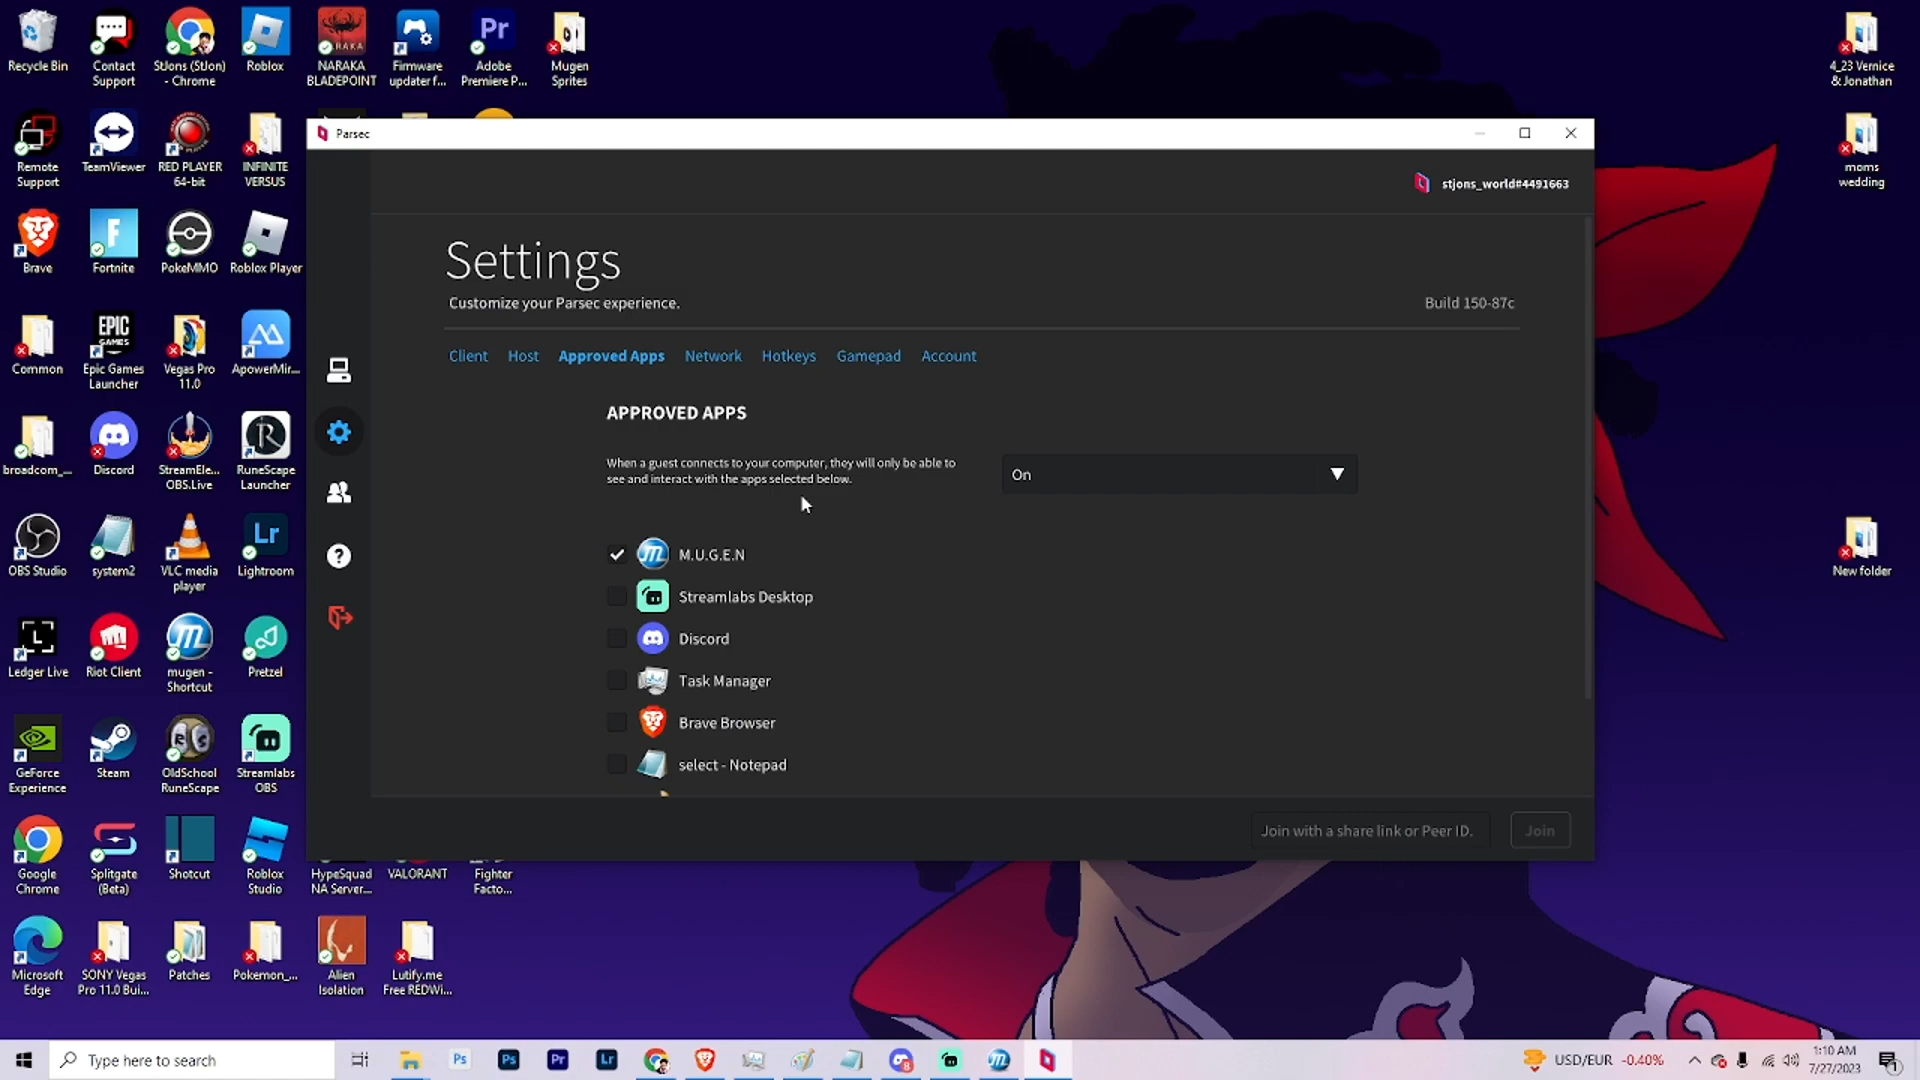 Recycle Bin
Contact
Support
StJons (StJon)
- Chrome
Roblox
NARAKA
BLADEPOINT
Firmware
updater f...
Pr
Adobe
Premiere P...
Mugen
Sprites
4_23 Vernice
& Jonathan
Remote
Support
TeamViewer
RED PLAYER
64-bit
INFINITE
VERSUS
moms
wedding
Brave
Fortnite
PokeMMO
Roblox Player
Common
EPIC
GAMES
Epic Games
Launcher
Vegas Pro
11.0
ApowerMir...
broadcom_...
Discord
StreamEle...
OBS.Live
RuneScape
Launcher
OBS Studio
system2
VLC media
player
Lr
Lightroom
New folder
Ledger Live
Riot Client
mugen -
Shortcut
Pretzel
GeForce
Experience
Steam
OldSchool
RuneScape
Streamlabs
OBS
Google
Chrome
Splitgate
(Beta)
Shotcut
Roblox
Studio
HypeSquad
NA Server...
VALORANT
Fighter
Facto...
Microsoft
Edge
SONY Vegas
Pro 11.0 Bui...
Patches
Pokemon_...
Alien
Isolation
Lutify.me
Free REDWi...
Parsec
stjons_world#4491663
Settings
Customize your Parsec experience.
Build 150-87c
Client Host Approved Apps Network Hotkeys Gamepad Account
APPROVED APPS
When a guest connects to your computer, they will only be able to
see and interact with the apps selected below.
On
M.U.G.E.N
Streamlabs Desktop
Discord
Task Manager
Brave Browser
select - Notepad
Join with a share link or Peer ID.
Join
Type here to search
Ps
Ps
Pr
Lr
USD/EUR -0.40%
1:10 AM
7/27/2023